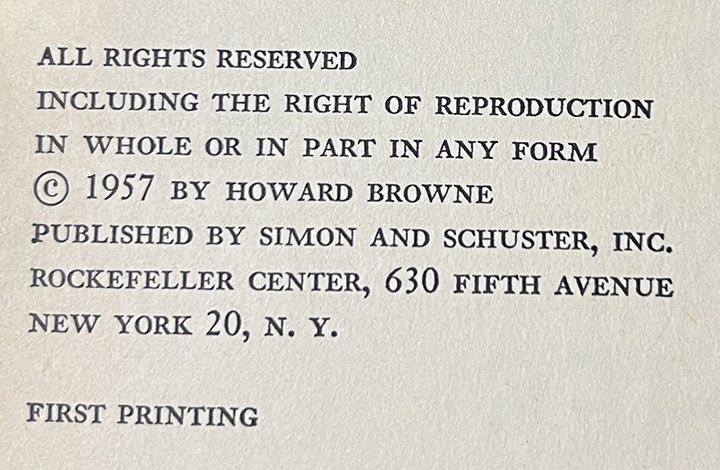 ALL RIGHTS RESERVED
INCLUDING THE RIGHT OF REPRODUCTION
IN WHOLE OR IN PART IN ANY FORM
© 1957 BY HOWARD BROWNE
PUBLISHED BY SIMON AND SCHUSTER, INC.
ROCKEFELLER CENTER, 630 FIFTH AVENUE
NEW YORK 20, N. Y.
FIRST PRINTING